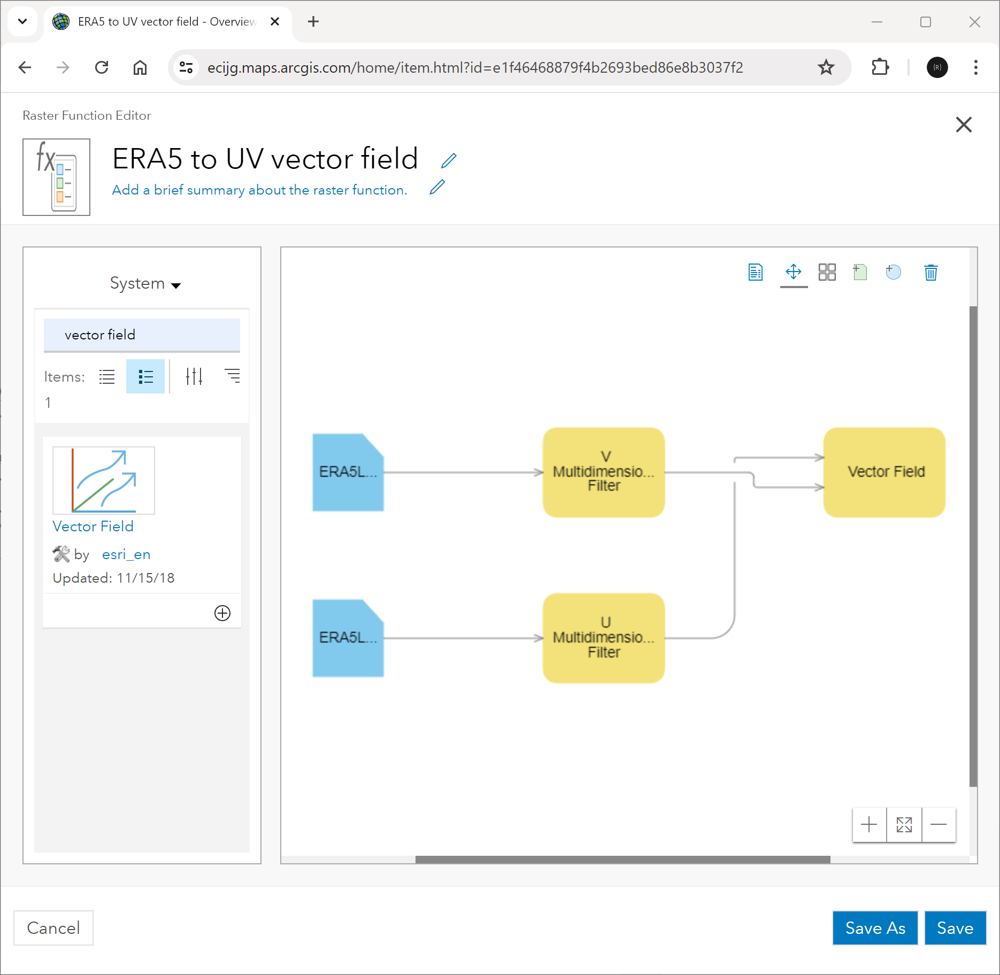 ERA5 to UV vector field - Overview
ecijg.maps.arcgis.com/home/item.html?id=e1f46468879f4b2693bed86e8b3037f2
{R}
Raster Function Editor
fx
ERA5 to UV vector field
Add a brief summary about the raster function.
System
vector field
Items:
1
Vector Field
by esri_en
Updated: 11/15/18
ERA5L...
V
Multidimensio...
Filter
Vector Field
ERA5L...
U
Multidimensio...
Filter
Cancel
Save As
Save